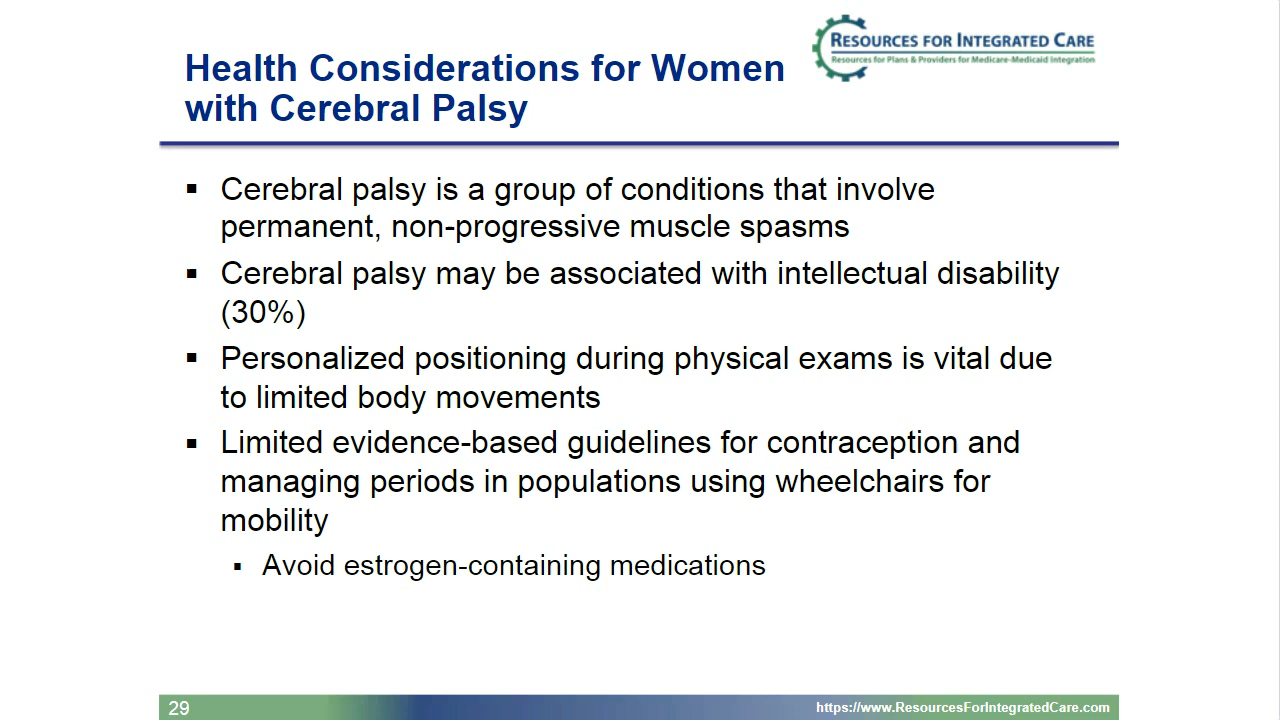 RESOURCES FOR INTEGRATED CARE
Resources for Plans & Providers for Medicare-Medicaid Integration
Health Considerations for Women
with Cerebral Palsy
▪ Cerebral palsy is a group of conditions that involve
permanent, non-progressive muscle spasms
▪ Cerebral palsy may be associated with intellectual disability
(30%)
▪ Personalized positioning during physical exams is vital due
to limited body movements
▪ Limited evidence-based guidelines for contraception and
managing periods in populations using wheelchairs for
mobility
▪ Avoid estrogen-containing medications
29
https://www.ResourcesForIntegratedCare.com